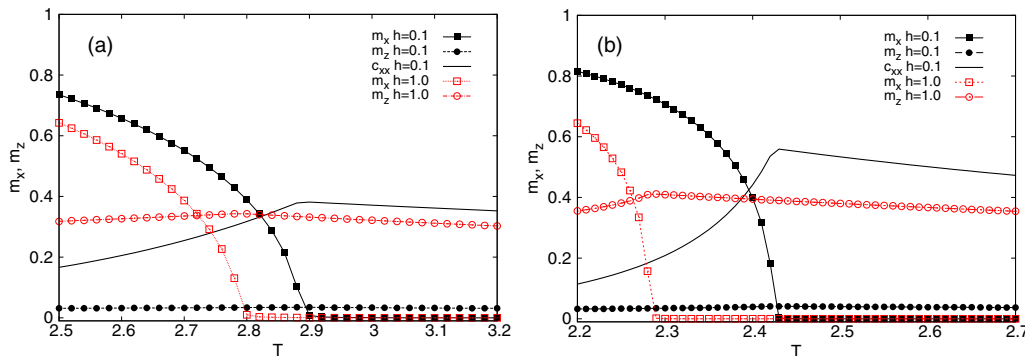 (a)
m_x h=0.1
m_z h=0.1
c_xx h=0.1
m_x h=1.0
m_z h=1.0
1
0.8
0.6
0.4
0.2
0
m_x, m_z
2.5 2.6 2.7 2.8 2.9 3 3.1 3.2
T
(b)
m_x h=0.1
m_z h=0.1
c_xx h=0.1
m_x h=1.0
m_z h=1.0
1
0.8
0.6
0.4
0.2
0
m_x, m_z
2.2 2.3 2.4 2.5 2.6 2.7
T